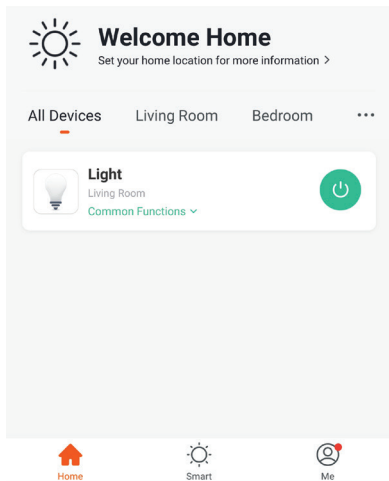 Welcome Home
Set your home location for more information >
All Devices Living Room Bedroom •••
Light
Living Room
Common Functions
Home Smart Me